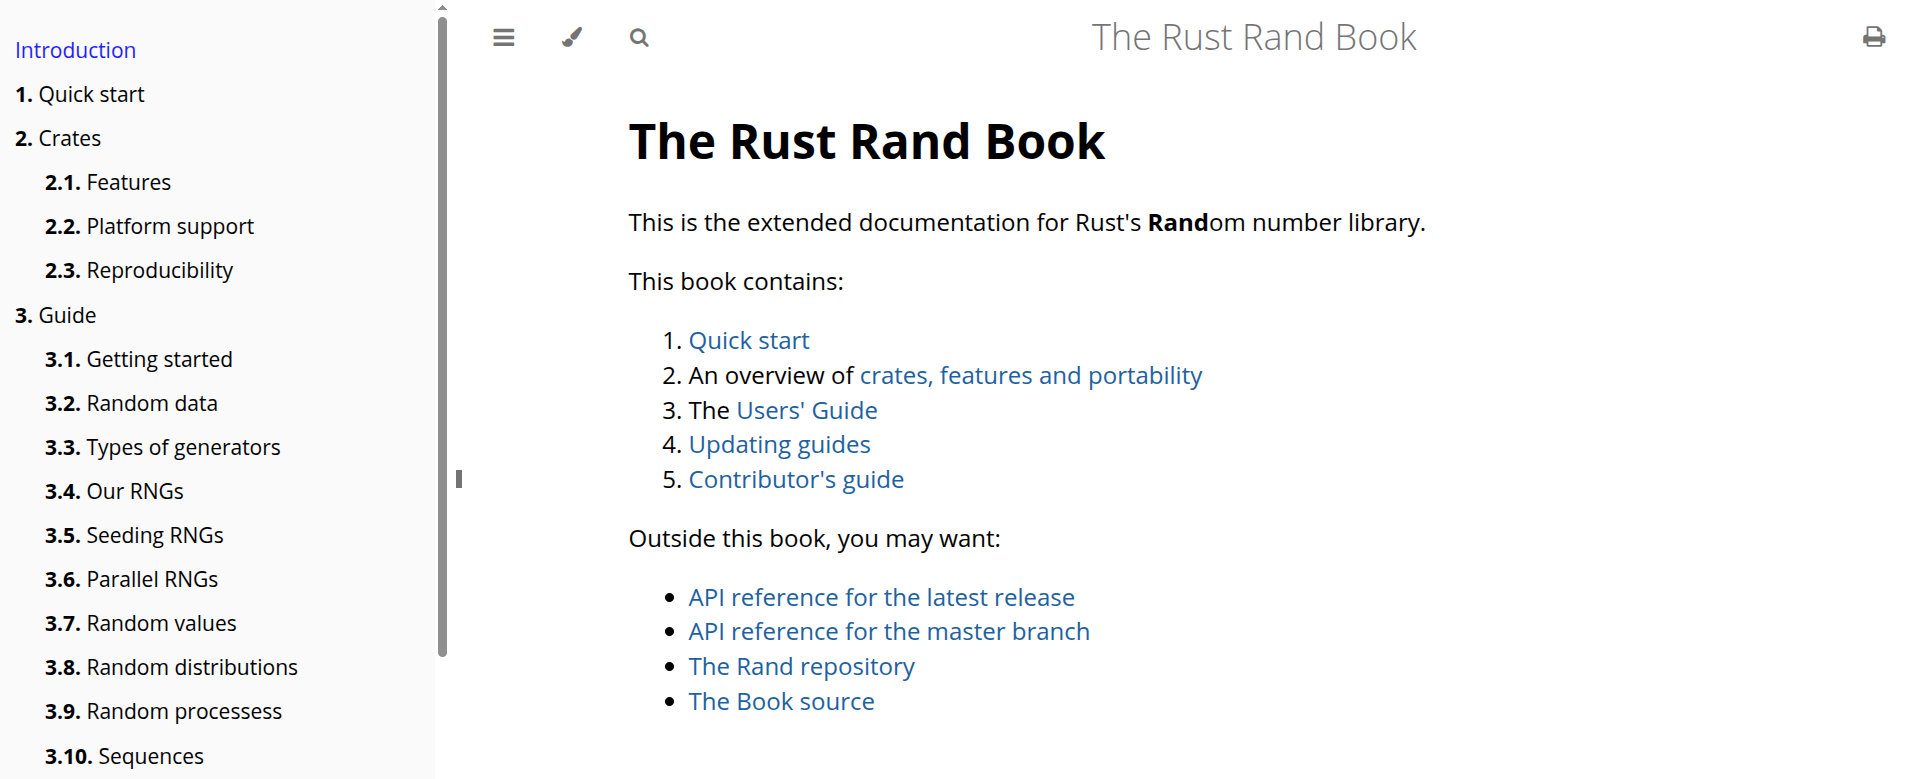 Introduction
1. Quick start
2. Crates
2.1. Features
2.2. Platform support
2.3. Reproducibility
3. Guide
3.1. Getting started
3.2. Random data
3.3. Types of generators
3.4. Our RNGs
3.5. Seeding RNGs
3.6. Parallel RNGs
3.7. Random values
3.8. Random distributions
3.9. Random processess
3.10. Sequences
The Rust Rand Book
The Rust Rand Book
This is the extended documentation for Rust's Random number library.
This book contains:
1. Quick start
2. An overview of crates, features and portability
3. The Users' Guide
4. Updating guides
5. Contributor's guide
Outside this book, you may want:
• API reference for the latest release
• API reference for the master branch
• The Rand repository
• The Book source